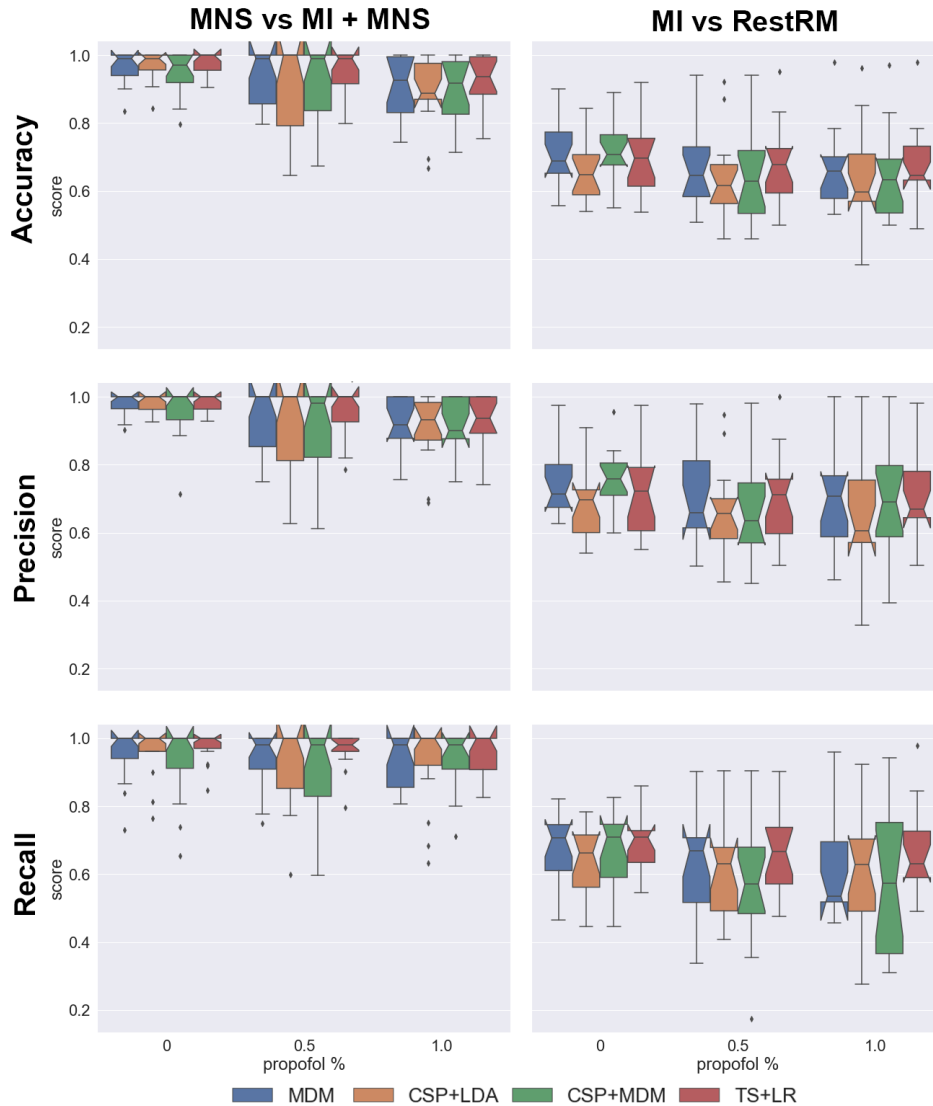 MNS vs MI + MNS
MI vs RestRM
Accuracy
score
1.0
0.8
0.6
0.4
0.2
Precision
score
1.0
0.8
0.6
0.4
0.2
Recall
score
1.0
0.8
0.6
0.4
0.2
0 0.5 1.0
propofol %
0 0.5 1.0
propofol %
MDM CSP+LDA CSP+MDM TS+LR